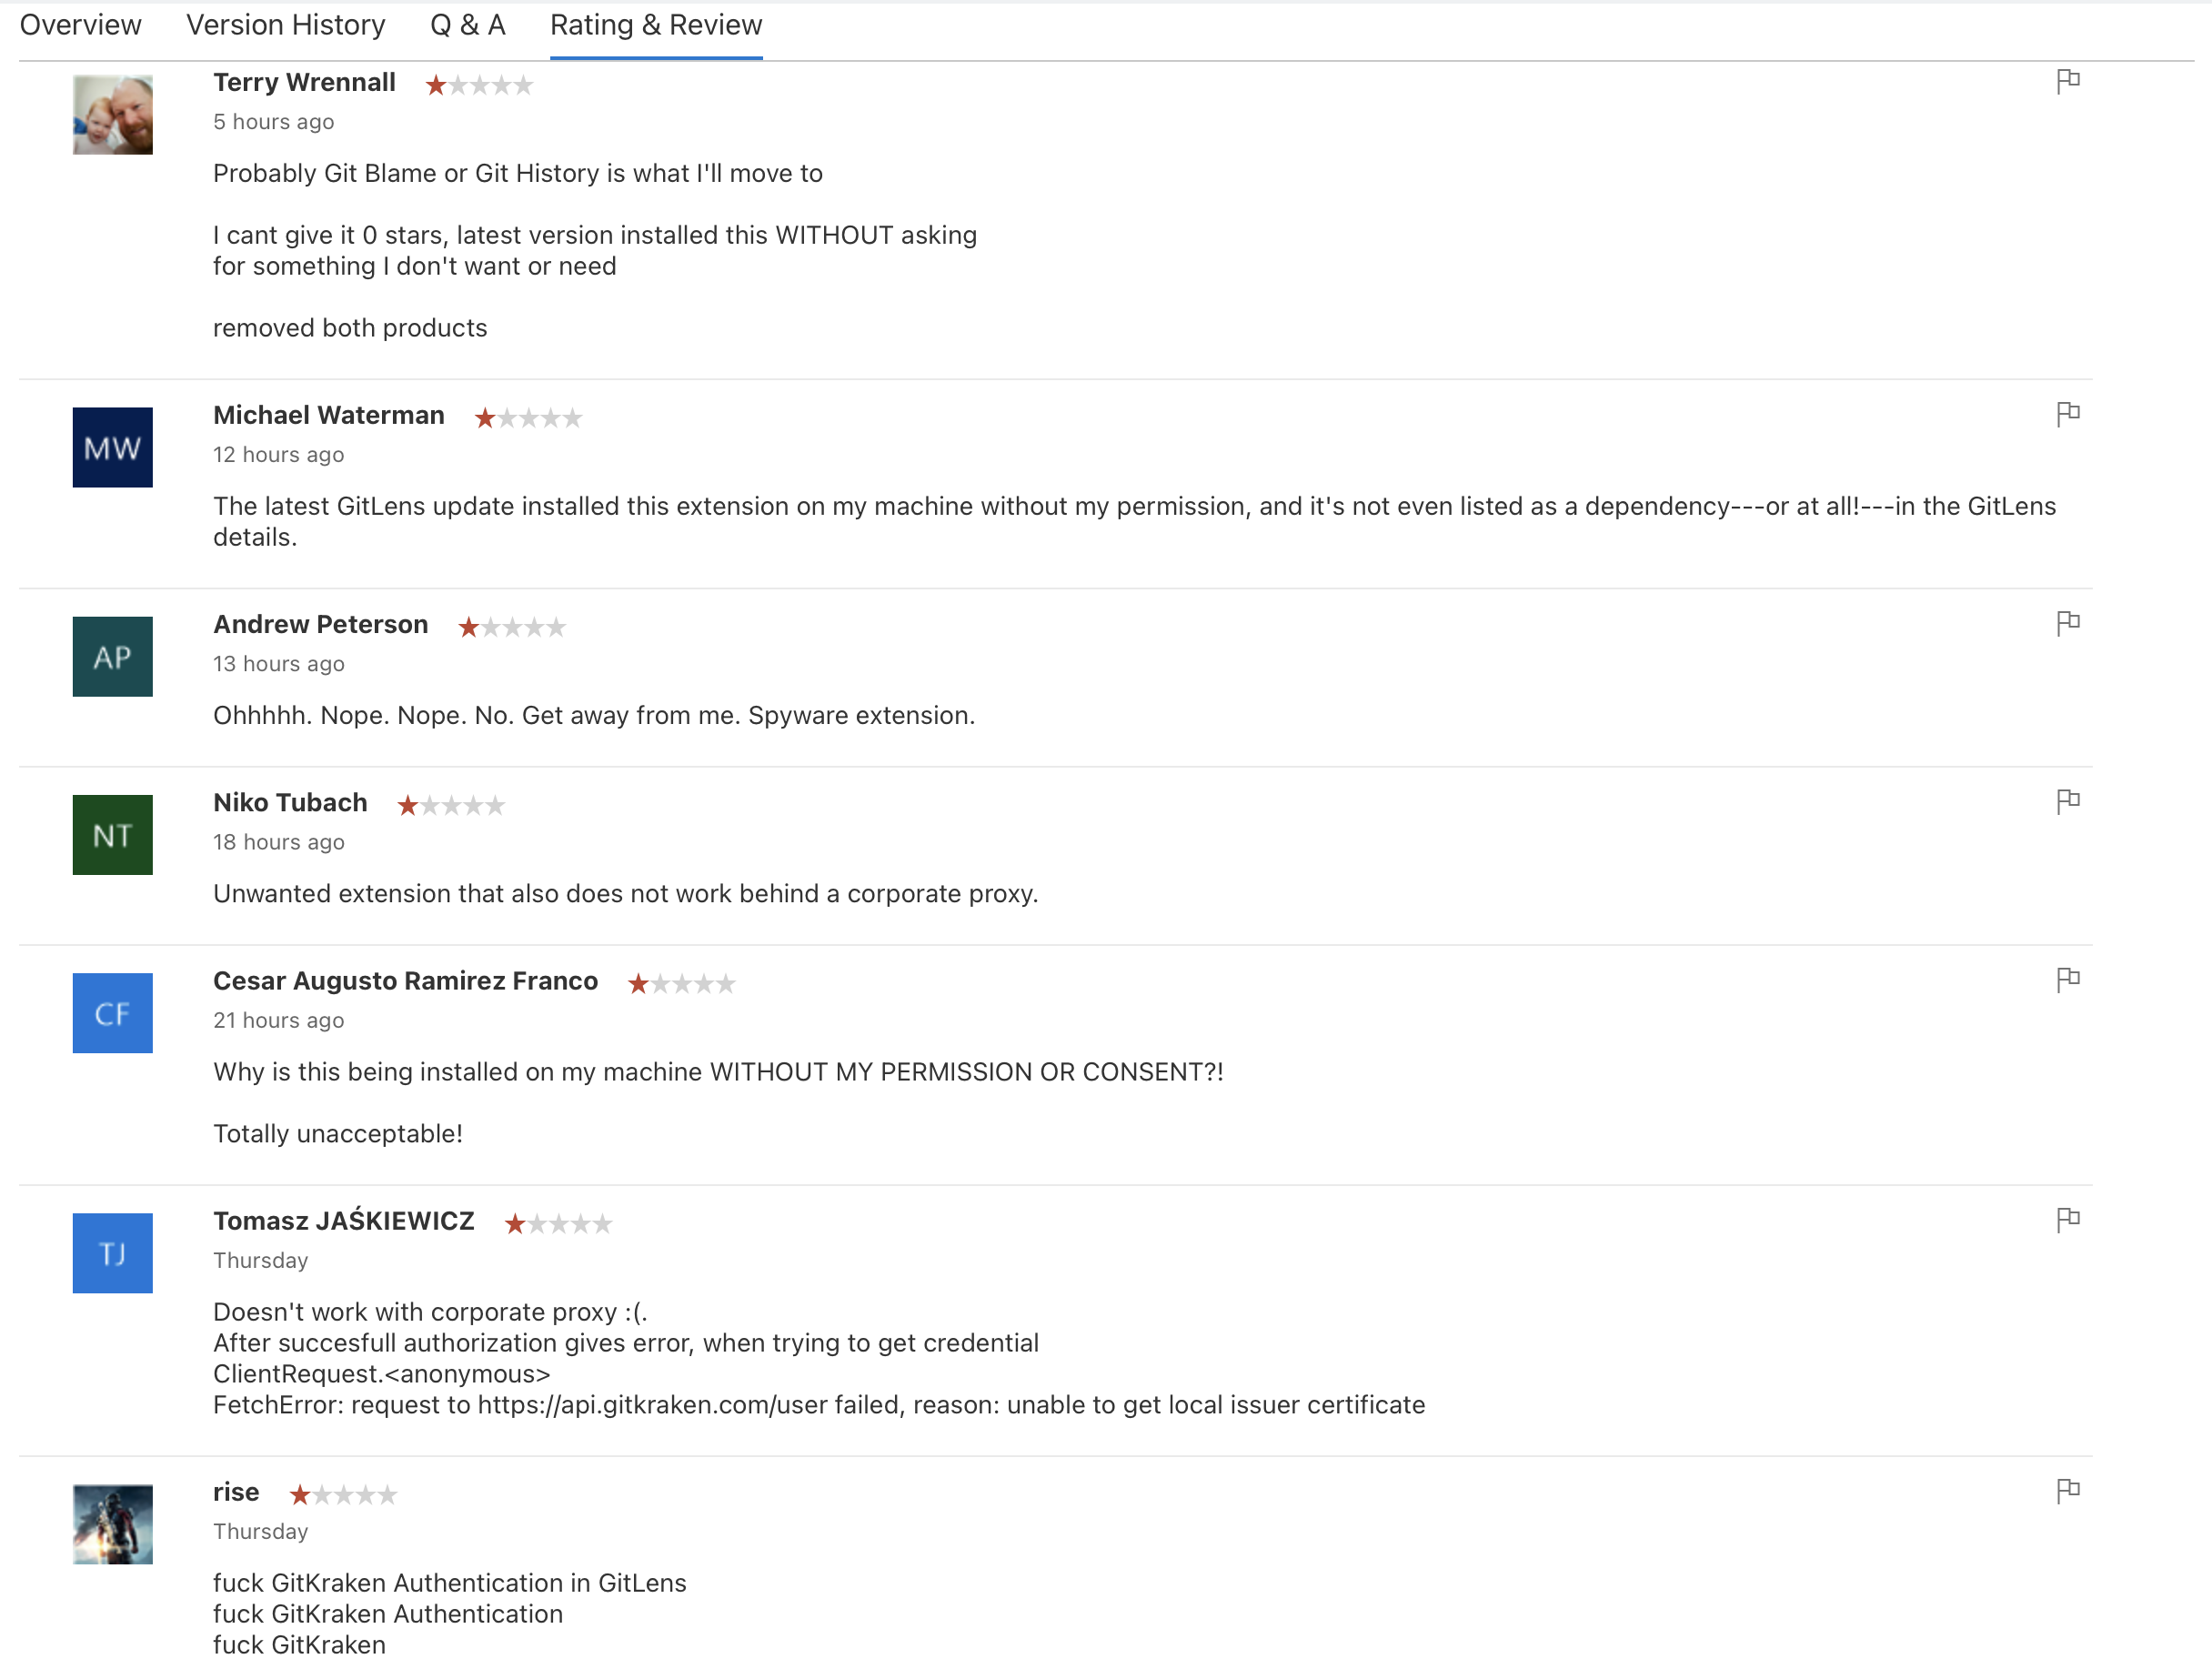 Overview Version History Q & A Rating & Review
Terry Wrennall
5 hours ago
Probably Git Blame or Git History is what I'll move to
I cant give it 0 stars, latest version installed this WITHOUT asking
for something I don't want or need
removed both products
MW
Michael Waterman
12 hours ago
The latest GitLens update installed this extension on my machine without my permission, and it's not even listed as a dependency---or at all!---in the GitLens
details.
AP
Andrew Peterson
13 hours ago
Ohhhhh. Nope. Nope. No. Get away from me. Spyware extension.
NT
Niko Tubach
18 hours ago
Unwanted extension that also does not work behind a corporate proxy.
CF
Cesar Augusto Ramirez Franco
21 hours ago
Why is this being installed on my machine WITHOUT MY PERMISSION OR CONSENT?!
Totally unacceptable!
TJ
Tomasz JAŚKIEWICZ
Thursday
Doesn't work with corporate proxy :(.
After succesfull authorization gives error, when trying to get credential
ClientRequest.<anonymous>
FetchError: request to https://api.gitkraken.com/user failed, reason: unable to get local issuer certificate
rise
Thursday
fuck GitKraken Authentication in GitLens
fuck GitKraken Authentication
fuck GitKraken